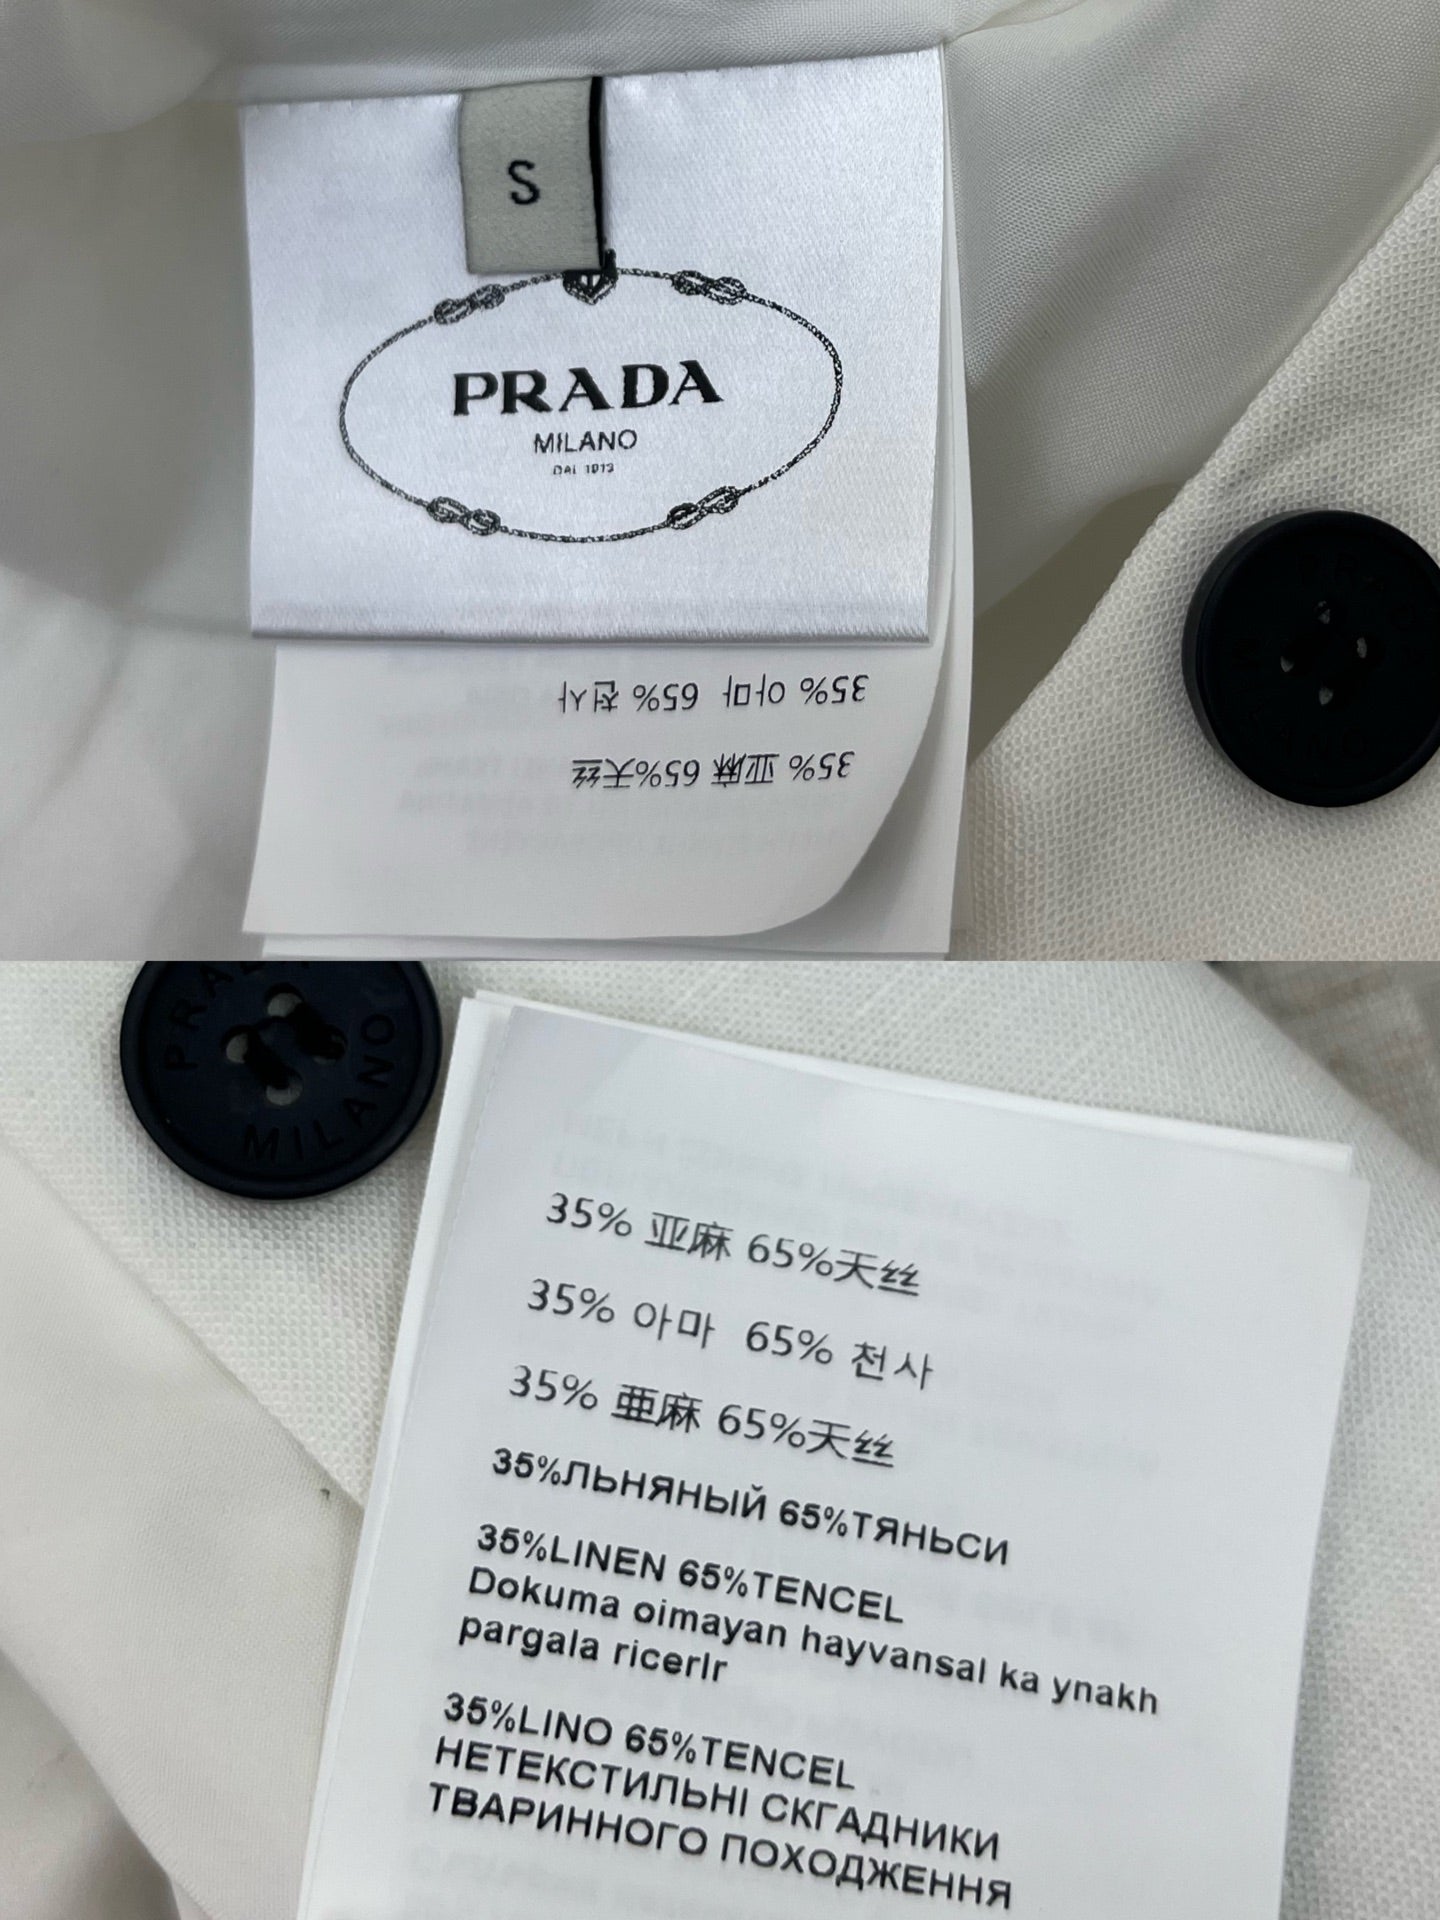 S
PRADA
MILANO
DAL 1913
35% 아마 65% 천사
35% 亚麻 65%天丝
PRADA
MILANO
PRADA
MILANO
35% 亚麻 65%天丝
35% 아마 65% 천사
35% 亜麻 65%天丝
35%ЛЬНЯНЫЙ 65%ТЯНЬСИ
35%LINEN 65%TENCEL
Dokuma oimayan hayvansal ka ynakh
pargala ricerlr
35%LINO 65%TENCEL
НЕТЕКСТИЛЬНІ СКГАДНИКИ
ТВАРИННОГО ПОХОДЖЕННЯ